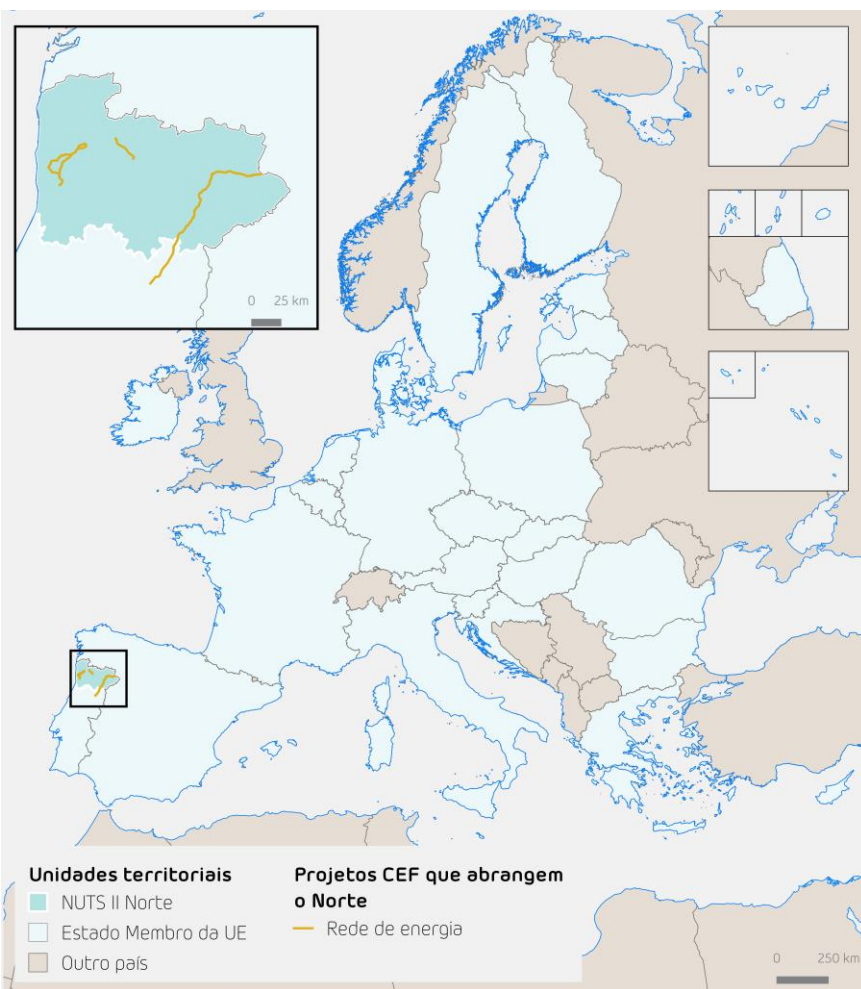 0 25 km
Unidades territoriais
NUTS II Norte
Estado Membro da UE
Outro país
Projetos CEF que abrangem
o Norte
Rede de energia
0 250 km